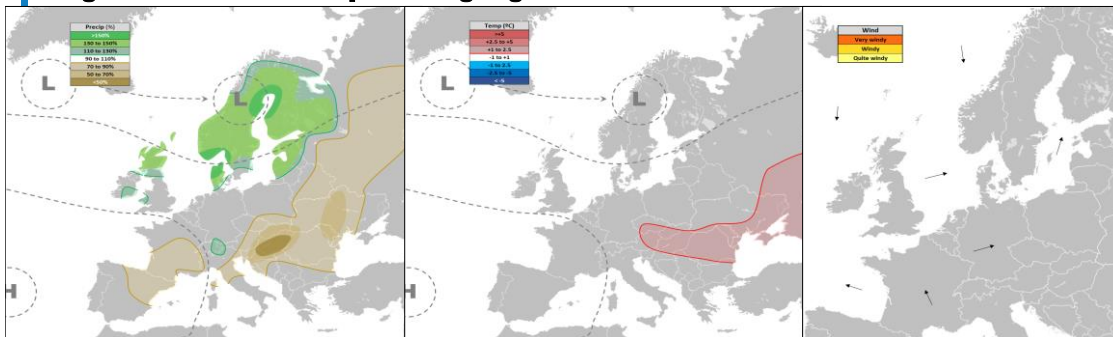 Precip (%)
>150%
130 to 150%
110 to 130%
90 to 110%
70 to 90%
50 to 70%
<50%
L
L
H
Temp (ºC)
>+5
+2.5 to +5
+1 to 2.5
-1 to +1
-1 to 2.5
-2.5 to -5
< -5
L
L
H
Wind
Very windy
Windy
Quite windy